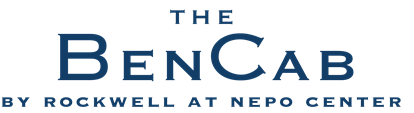 THE
BENCAB
BY ROCKWELL AT NEPO CENTER